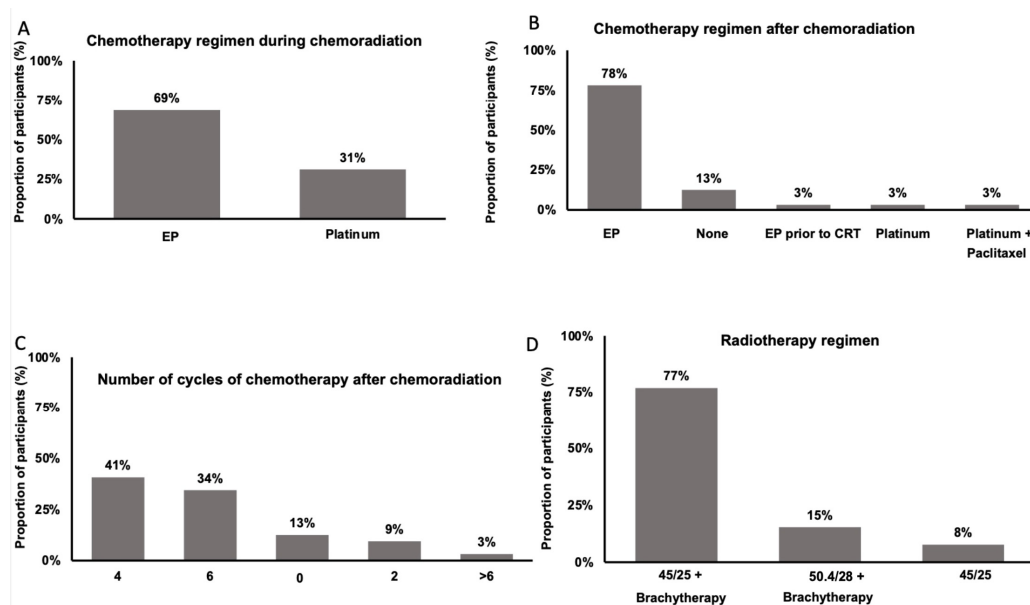 A
Chemotherapy regimen during chemoradiation
Proportion of participants (%)
100%
75%
50%
25%
0%
69%
31%
EP
Platinum
B
Chemotherapy regimen after chemoradiation
Proportion of participants (%)
100%
75%
50%
25%
0%
78%
13%
3%
3%
3%
EP
None
EP prior to CRT
Platinum
Platinum +
Paclitaxel
C
Number of cycles of chemotherapy after chemoradiation
Proportion of participants (%)
100%
75%
50%
25%
0%
41%
34%
13%
9%
3%
4
6
0
2
>6
D
Radiotherapy regimen
Proportion of participants (%)
100%
75%
50%
25%
0%
77%
15%
8%
45/25 +
Brachytherapy
50.4/28 +
Brachytherapy
45/25